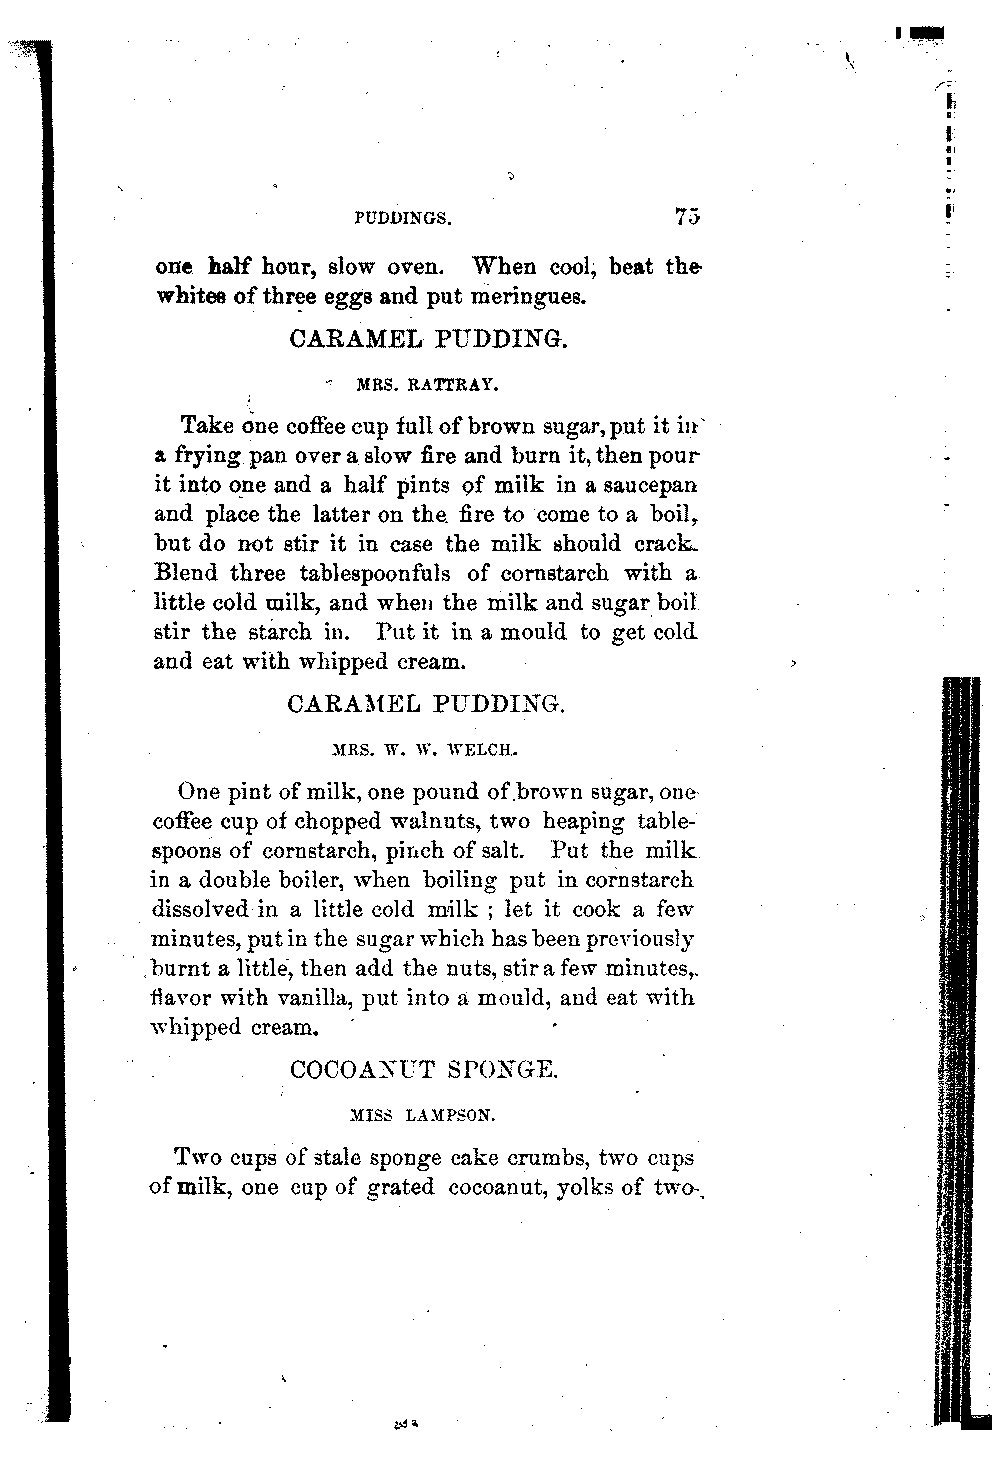 PUDDINGS. 75
one half hour, slow oven. When cool, beat the
whites of three eggs and put meringues.
CARAMEL PUDDING.
MRS. RATTRAY.
Take one coffee cup full of brown sugar, put it in
a frying pan over a slow fire and burn it, then pour
it into one and a half pints of milk in a saucepan
and place the latter on the fire to come to a boil,
but do not stir it in case the milk should crack.
Blend three tablespoonfuls of cornstarch with a
little cold milk, and when the milk and sugar boil
stir the starch in. Put it in a mould to get cold
and eat with whipped cream.
CARAMEL PUDDING.
MRS. W. W. WELCH.
One pint of milk, one pound of brown sugar, one
coffee cup of chopped walnuts, two heaping table-
spoons of cornstarch, pinch of salt. Put the milk
in a double boiler, when boiling put in cornstarch
dissolved in a little cold milk ; let it cook a few
minutes, put in the sugar which has been previously
burnt a little, then add the nuts, stir a few minutes,
flavor with vanilla, put into a mould, and eat with
whipped cream.
COCOANUT SPONGE.
MISS LAMPSON.
Two cups of stale sponge cake crumbs, two cups
of milk, one cup of grated cocoanut, yolks of two